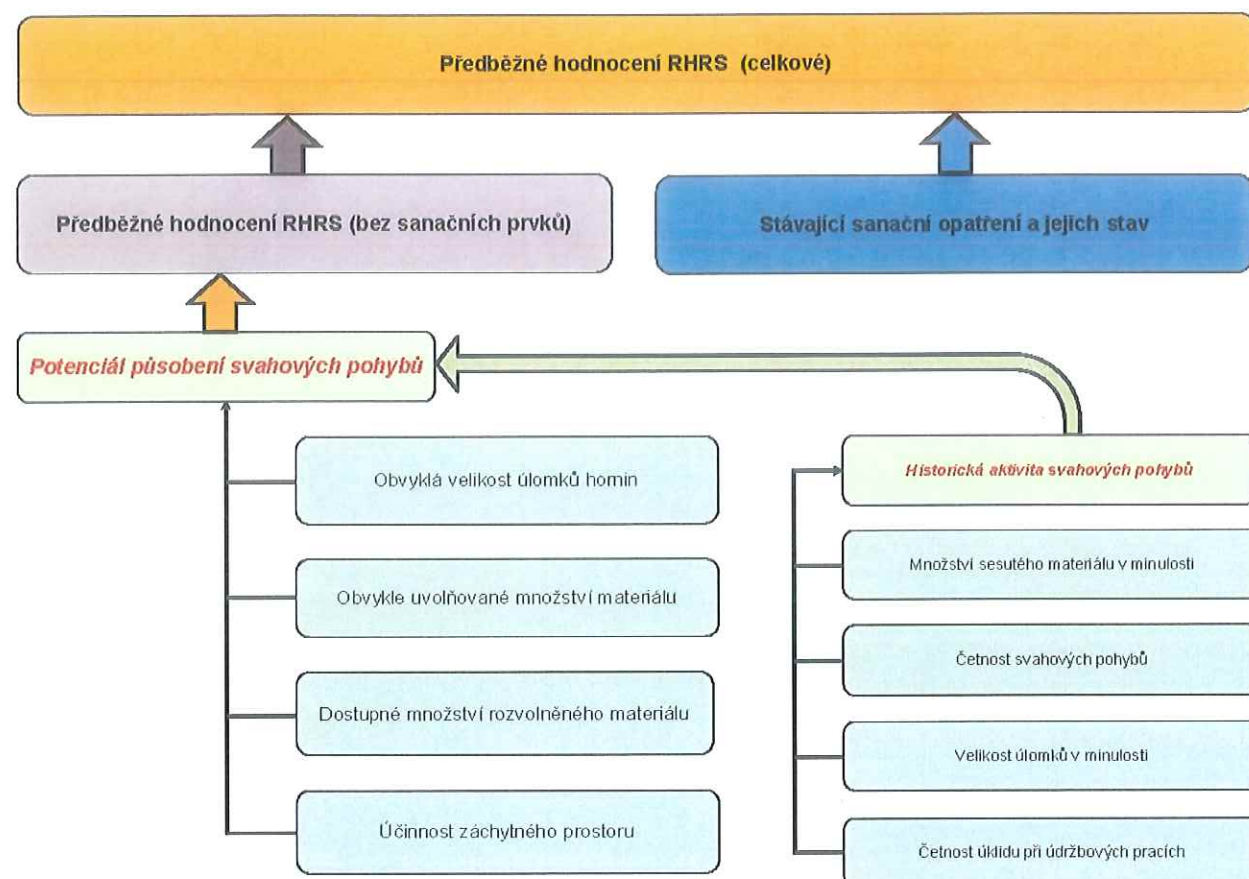 Předběžné hodnocení RHRS (celkové)
Předběžné hodnocení RHRS (bez sanačních prvků)
Stávající sanační opatření a jejich stav
Potenciál působení svahových pohybů
Obvyklá velikost úlomků hornin
Obvykle uvolňované množství materiálu
Dostupné množství rozvolněného materiálu
Účinnost záchytného prostoru
Historická aktivita svahových pohybů
Množství sesutého materiálu v minulosti
Četnost svahových pohybů
Velikost úlomků v minulosti
Četnost úklidu při údržbových pracích